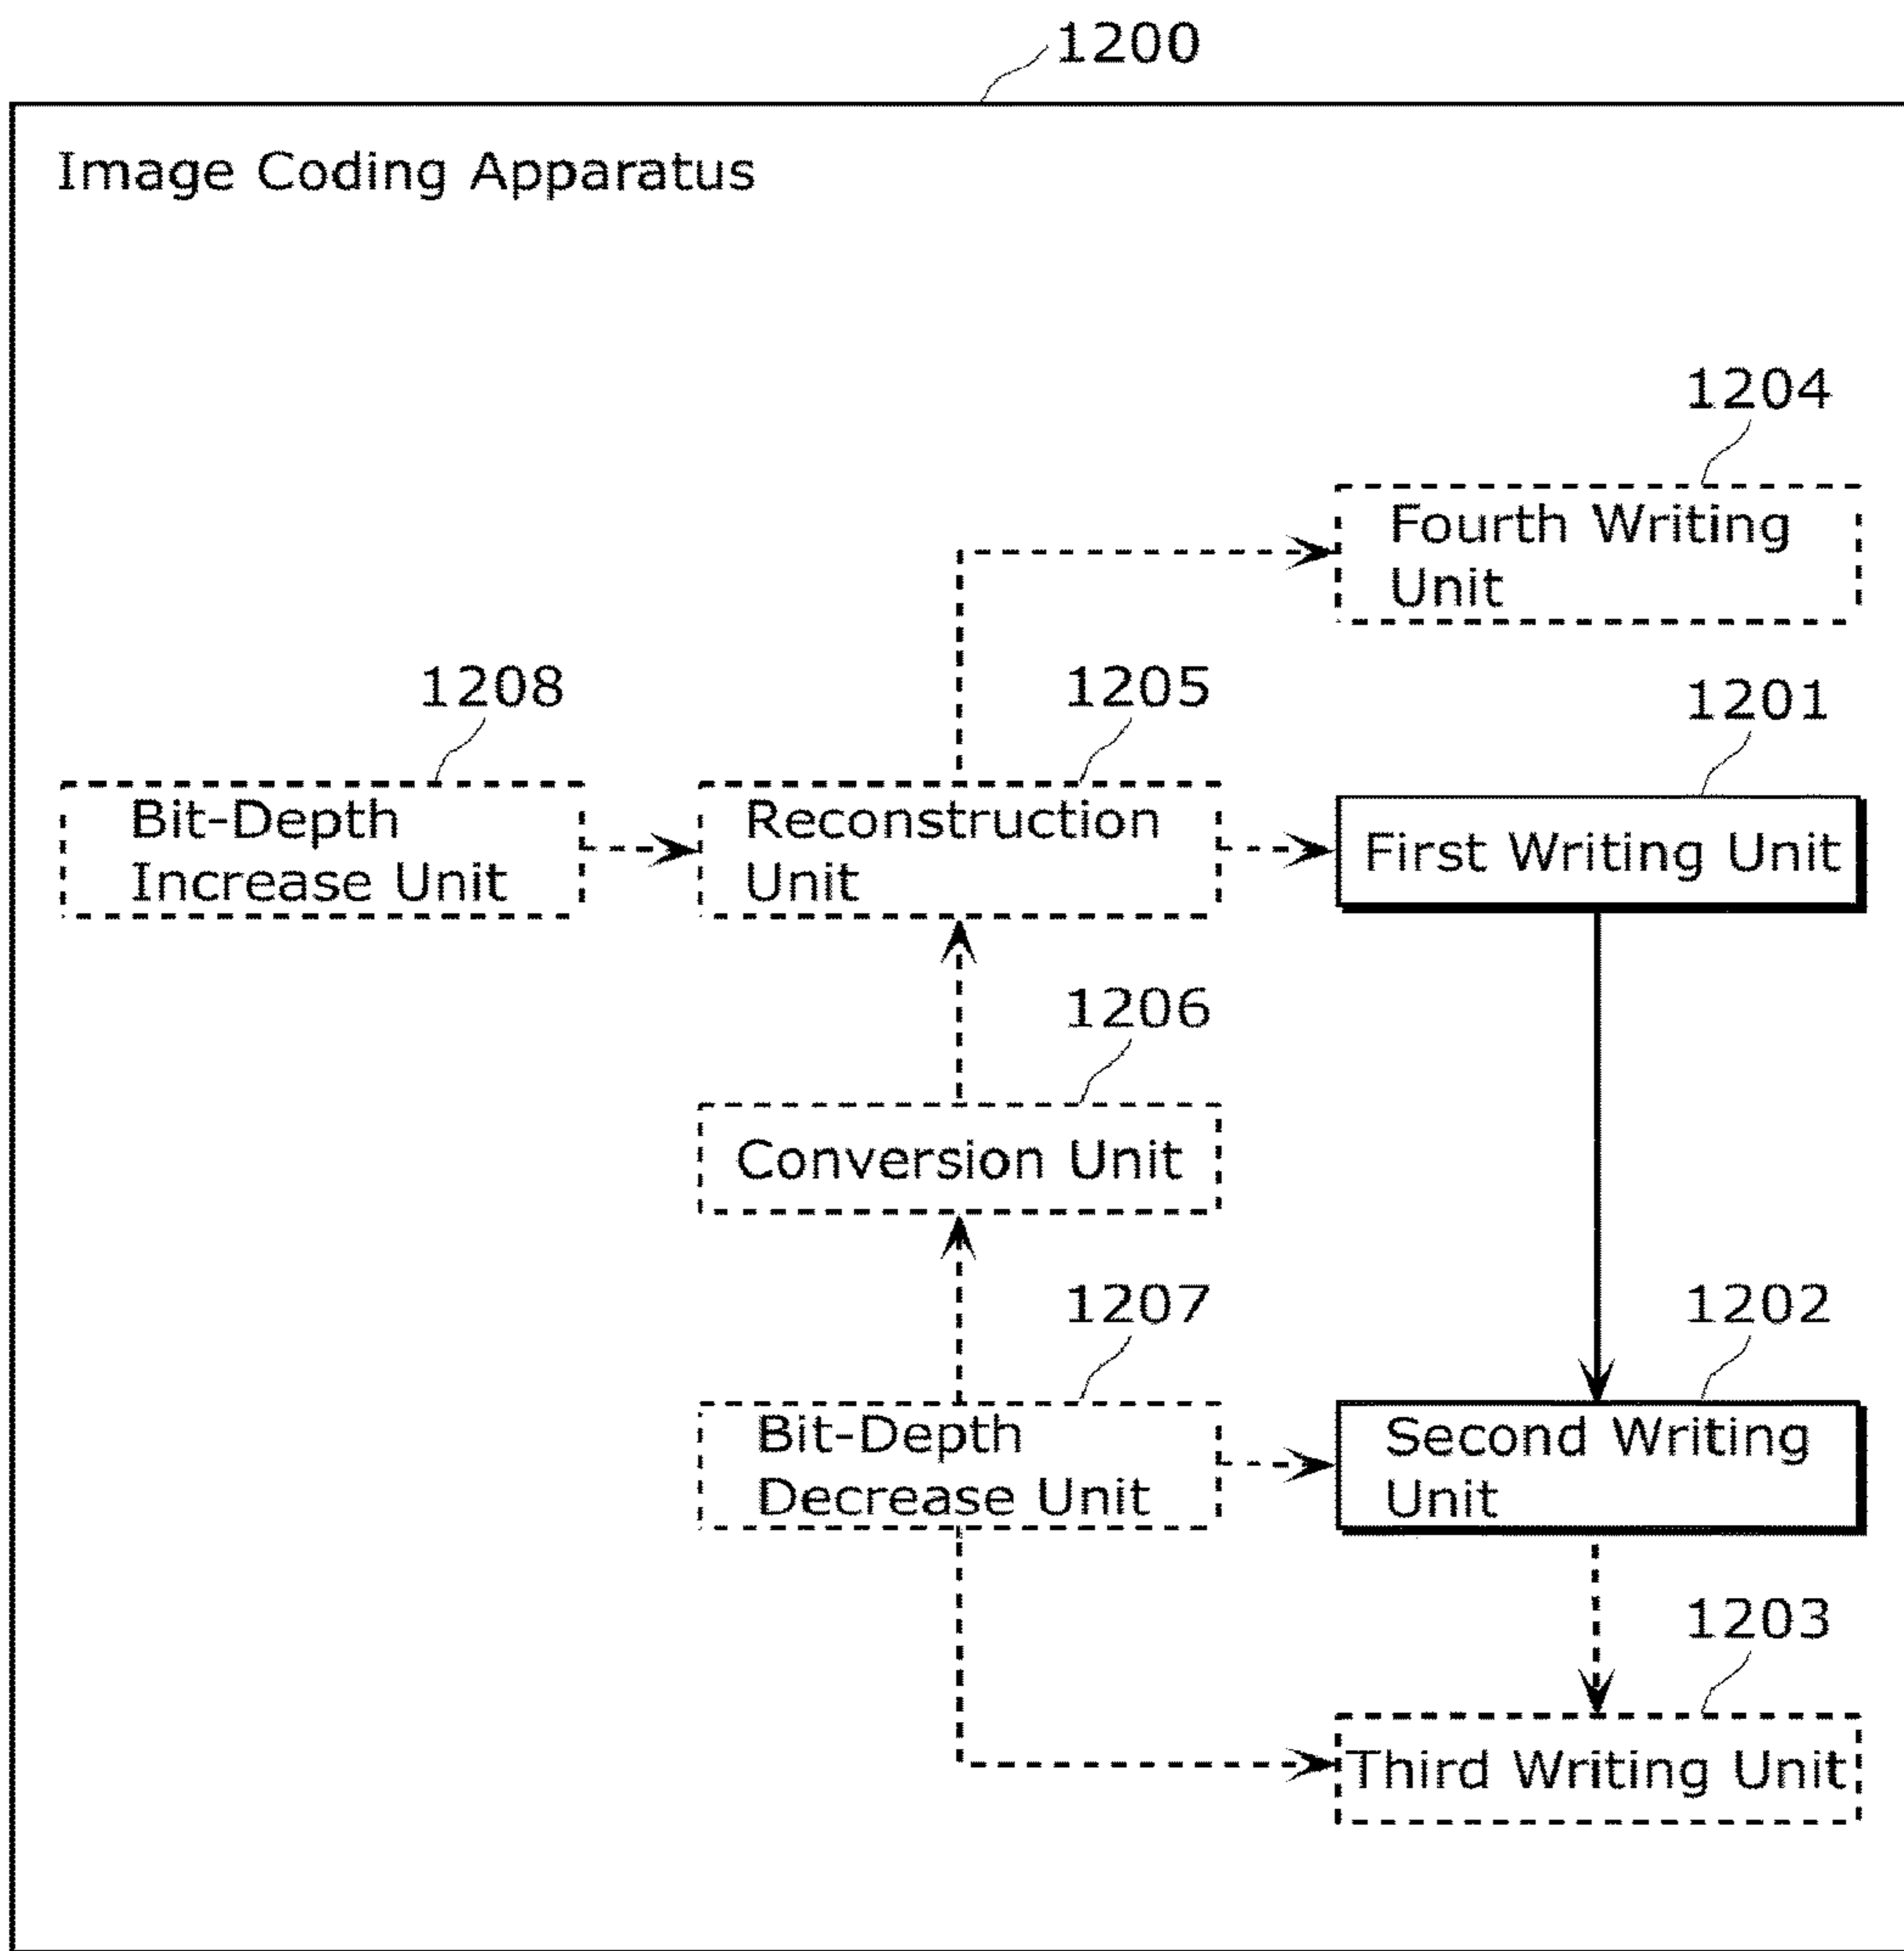 1200
Image Coding Apparatus
1204
Fourth Writing
Unit
1208
1205
1201
Bit-Depth
Increase Unit
Reconstruction
Unit
First Writing Unit
1206
Conversion Unit
1207
1202
Bit-Depth
Decrease Unit
Second Writing
Unit
1203
Third Writing Unit